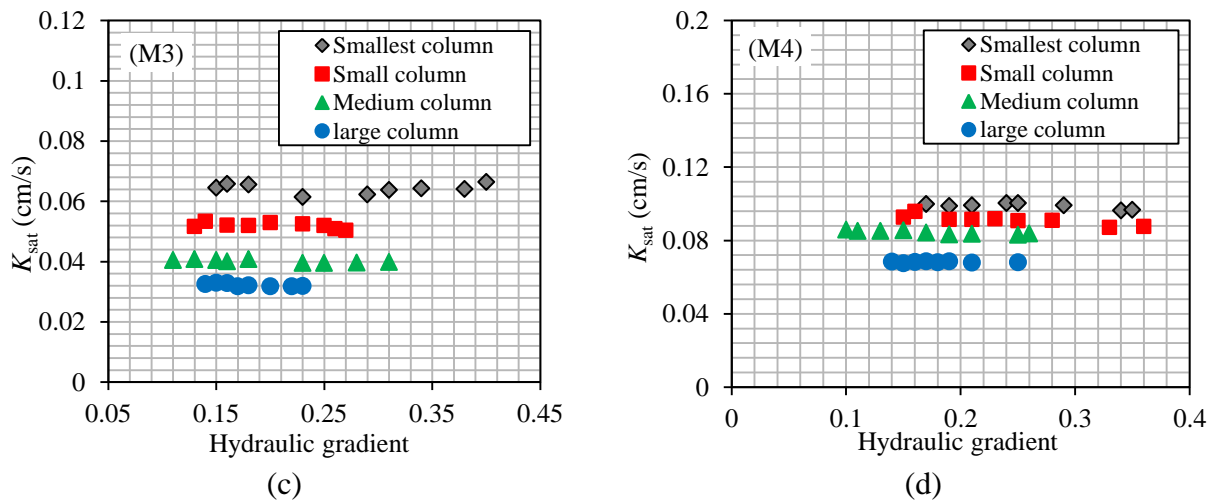 (M3)
Smallest column
Small column
Medium column
large column
0.12
0.1
0.08
0.06
0.04
0.02
0
K_sat (cm/s)
0.05 0.15 0.25 0.35 0.45
Hydraulic gradient
(c)
(M4)
Smallest column
Small column
Medium column
large column
0.2
0.16
0.12
0.08
0.04
0
K_sat (cm/s)
0 0.1 0.2 0.3 0.4
Hydraulic gradient
(d)